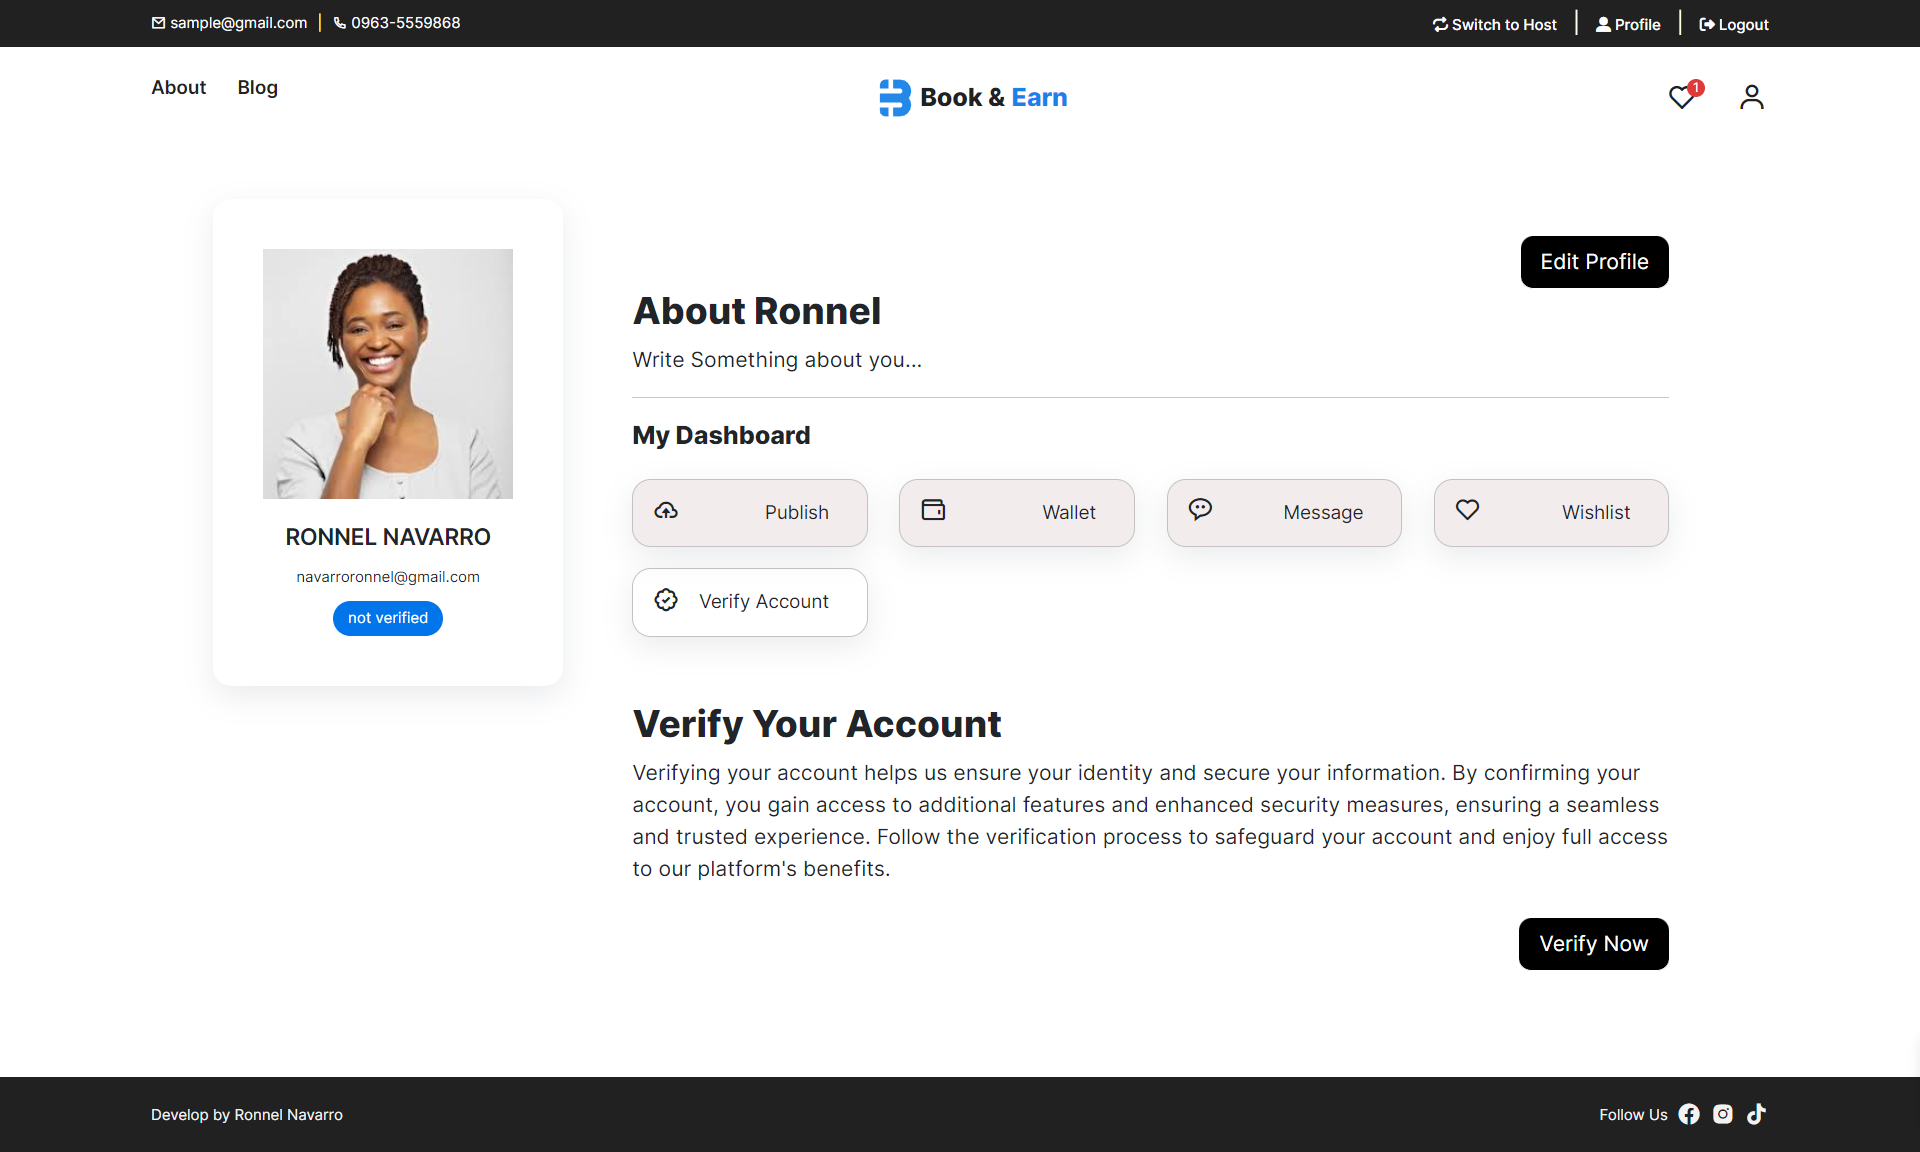 sample@gmail.com | 0963-5559868
Switch to Host | Profile | Logout
About Blog
Book & Earn
1
Edit Profile
RONNEL NAVARRO
navarroronnel@gmail.com
not verified
About Ronnel
Write Something about you...
My Dashboard
Publish
Wallet
Message
Wishlist
Verify Account
Verify Your Account
Verifying your account helps us ensure your identity and secure your information. By confirming your
account, you gain access to additional features and enhanced security measures, ensuring a seamless
and trusted experience. Follow the verification process to safeguard your account and enjoy full access
to our platform's benefits.
Verify Now
Develop by Ronnel Navarro
Follow Us